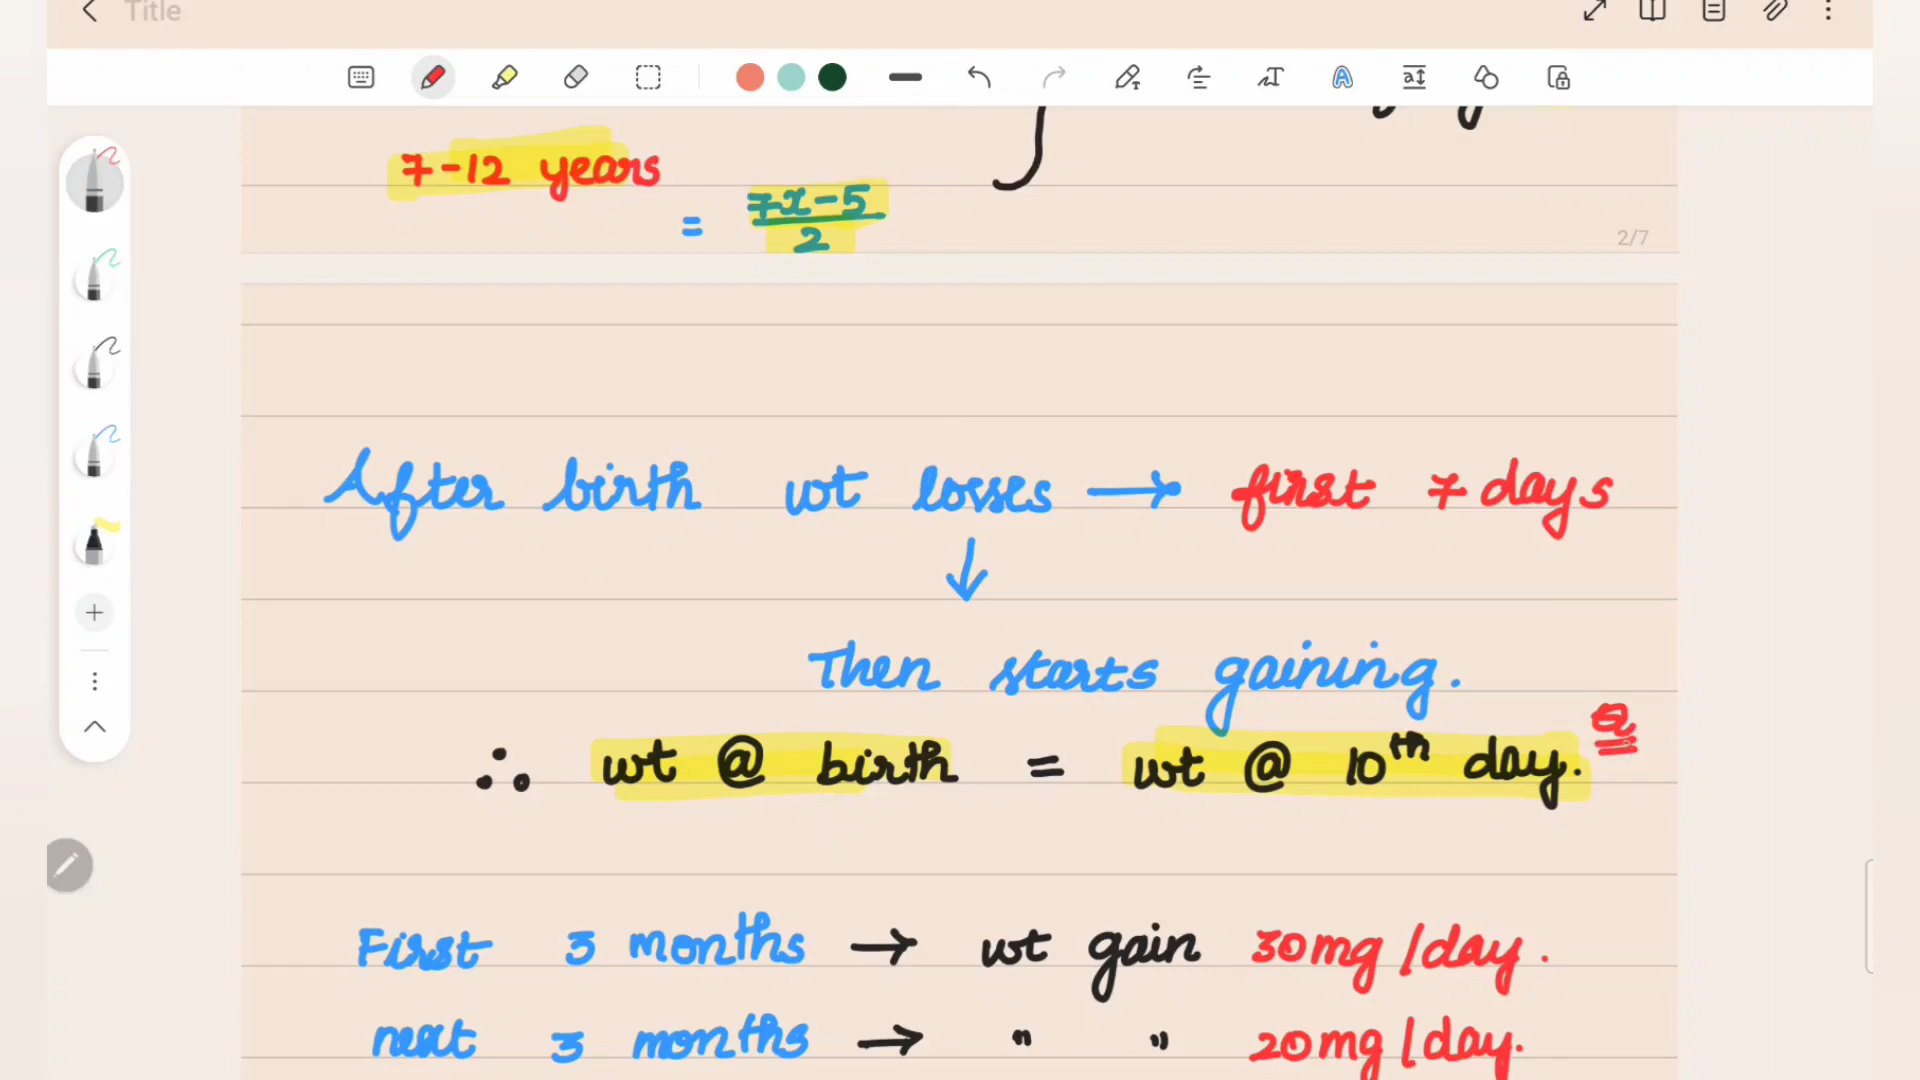 Title
7-12 years
= 7x-5
2
2/7
After birth wt losses → first 7 days
↓
Then starts gaining.
∴ wt @ birth = wt @ 10th day. Q
First 3 months → wt gain 30mg/day.
next 3 months → " " 20mg/day.